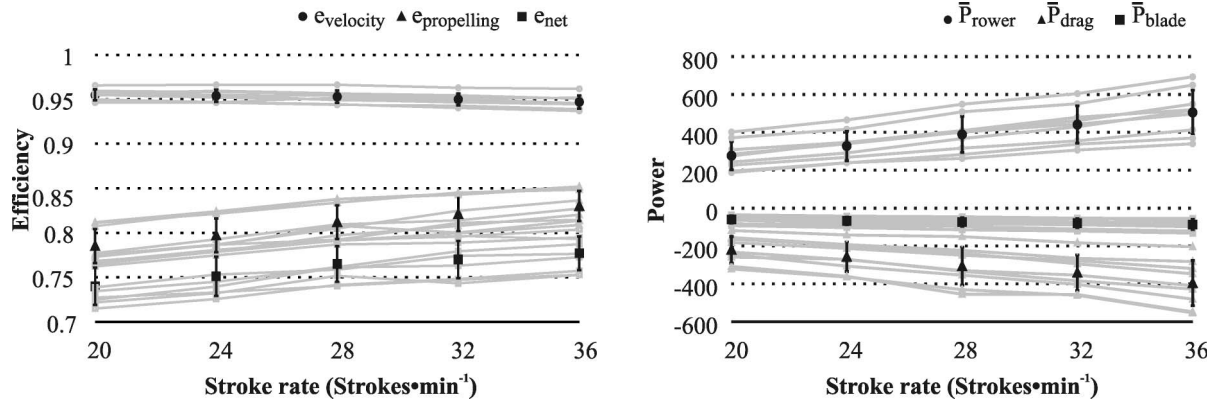 e_velocity e_propelling e_net
1
0.95
0.9
0.85
0.8
0.75
0.7
Efficiency
20 24 28 32 36
Stroke rate (Strokes•min⁻¹)
P̄_rower P̄_drag P̄_blade
800
600
400
200
0
-200
-400
-600
Power
20 24 28 32 36
Stroke rate (Strokes•min⁻¹)